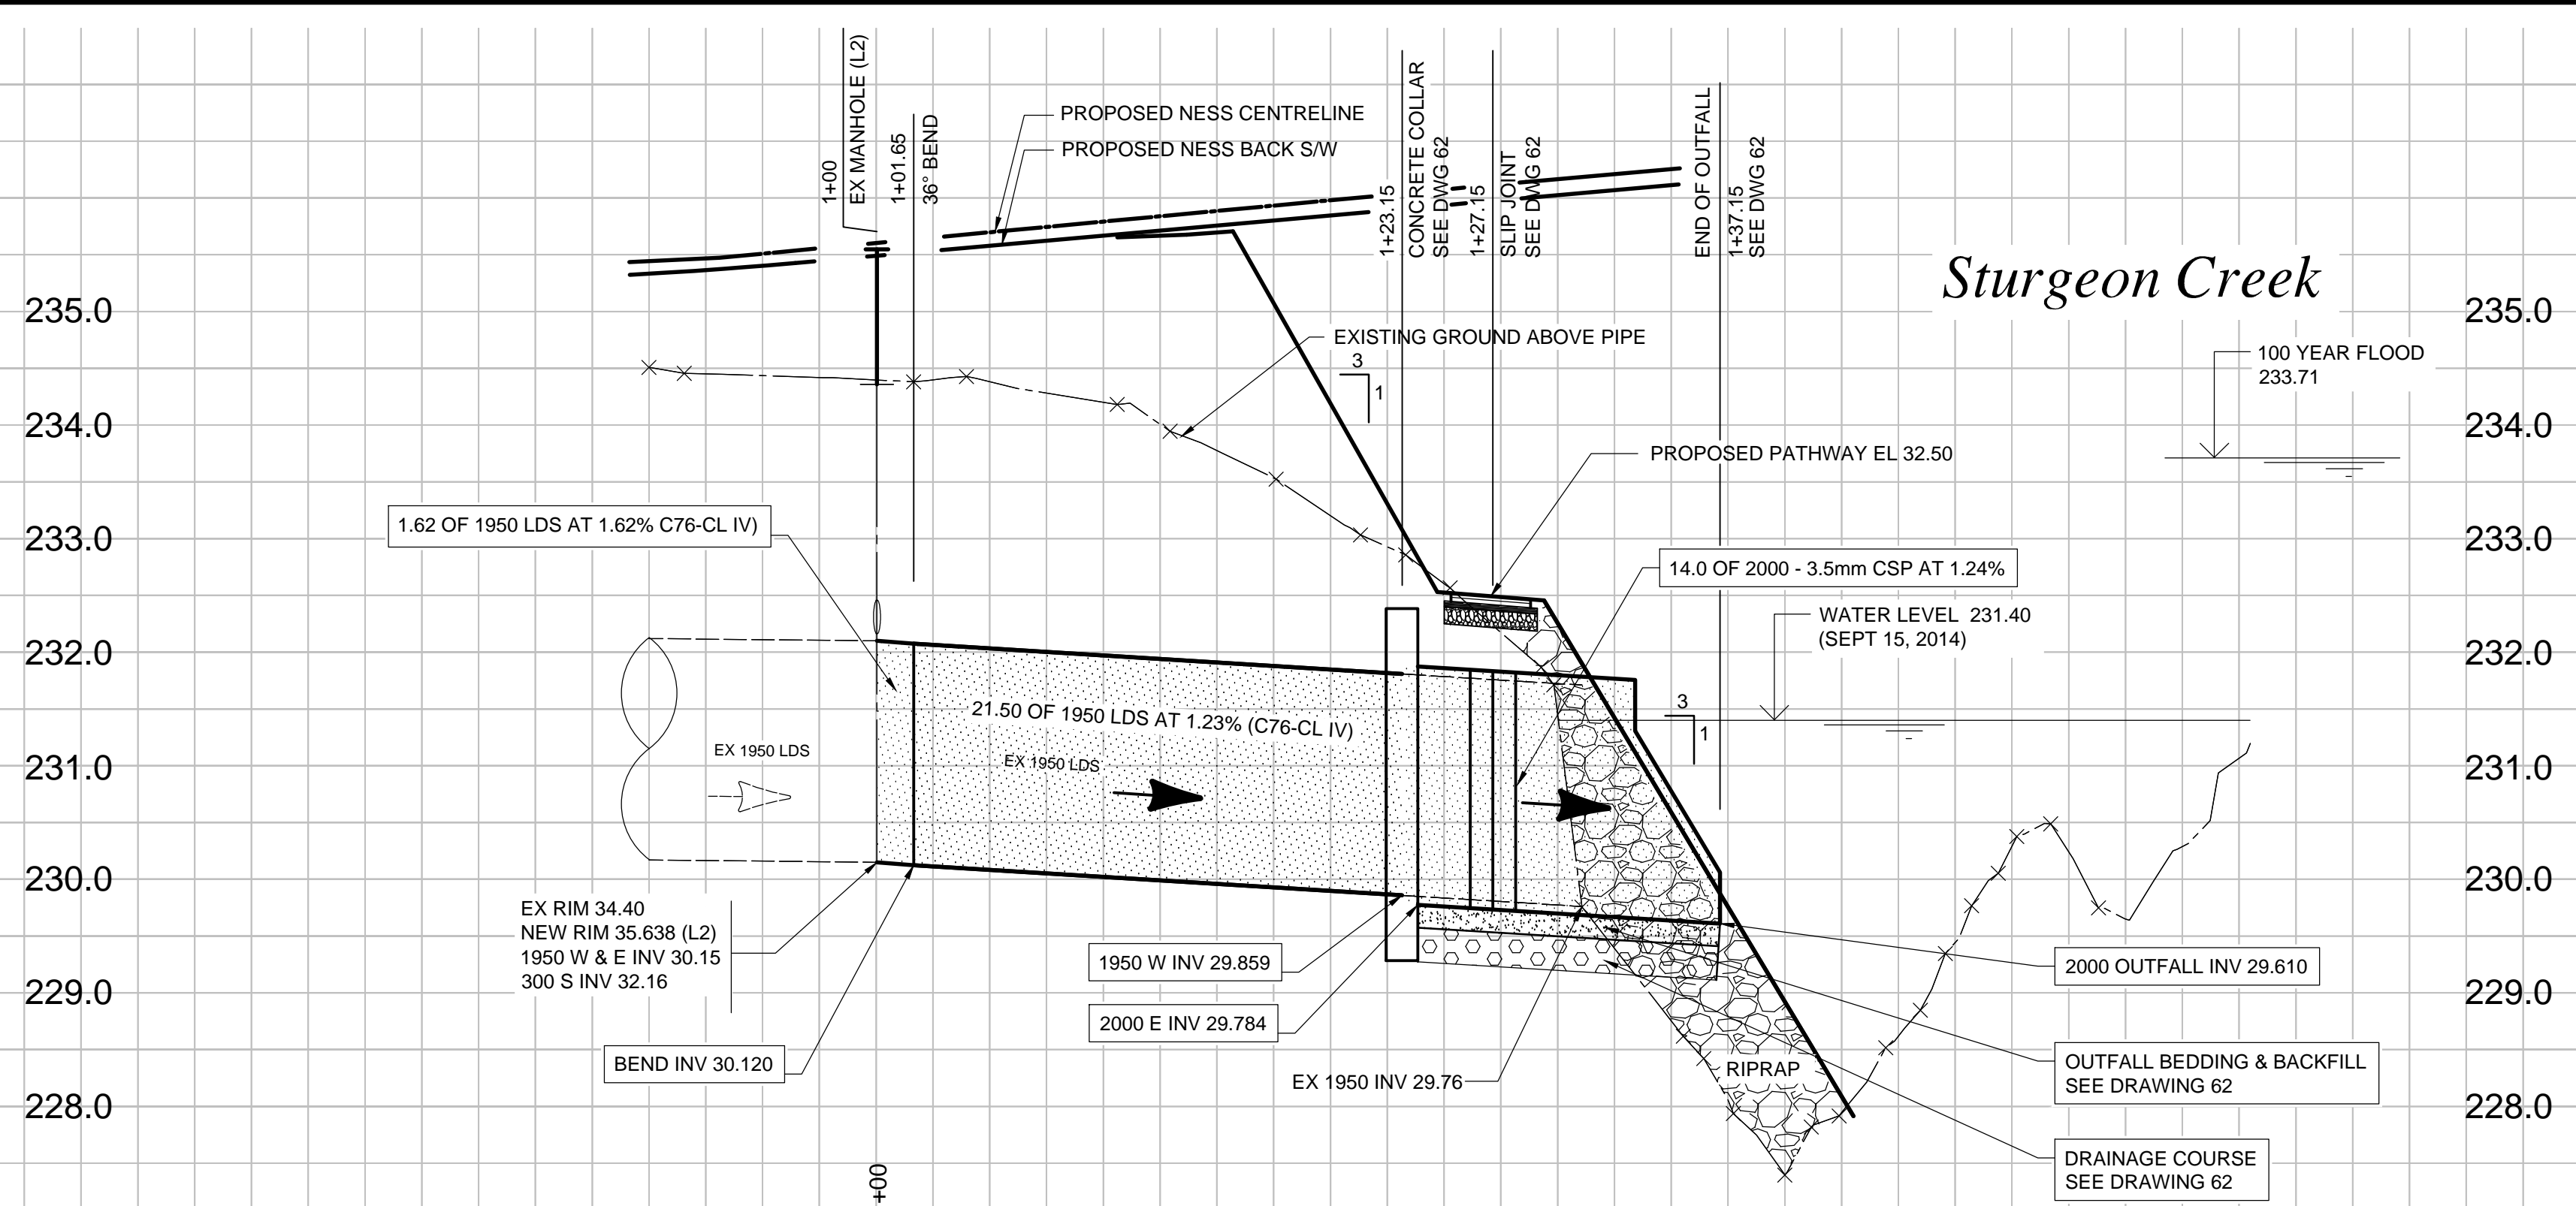 1+00
EX MANHOLE (L2)
1+01.65
36° BEND
PROPOSED NESS CENTRELINE
PROPOSED NESS BACK S/W
1+23.15
CONCRETE COLLAR
SEE DWG 62
1+27.15
SLIP JOINT
SEE DWG 62
END OF OUTFALL
1+37.15
SEE DWG 62
Sturgeon Creek
235.0
235.0
EXISTING GROUND ABOVE PIPE
3
1
100 YEAR FLOOD
233.71
234.0
234.0
PROPOSED PATHWAY EL 32.50
1.62 OF 1950 LDS AT 1.62% C76-CL IV)
233.0
233.0
14.0 OF 2000 - 3.5mm CSP AT 1.24%
WATER LEVEL 231.40
(SEPT 15, 2014)
232.0
232.0
21.50 OF 1950 LDS AT 1.23% (C76-CL IV)
3
1
EX 1950 LDS
EX 1950 LDS
231.0
231.0
230.0
230.0
EX RIM 34.40
NEW RIM 35.638 (L2)
1950 W & E INV 30.15
300 S INV 32.16
1950 W INV 29.859
2000 OUTFALL INV 29.610
229.0
229.0
2000 E INV 29.784
BEND INV 30.120
EX 1950 INV 29.76
RIPRAP
OUTFALL BEDDING & BACKFILL
SEE DRAWING 62
228.0
228.0
DRAINAGE COURSE
SEE DRAWING 62
+00